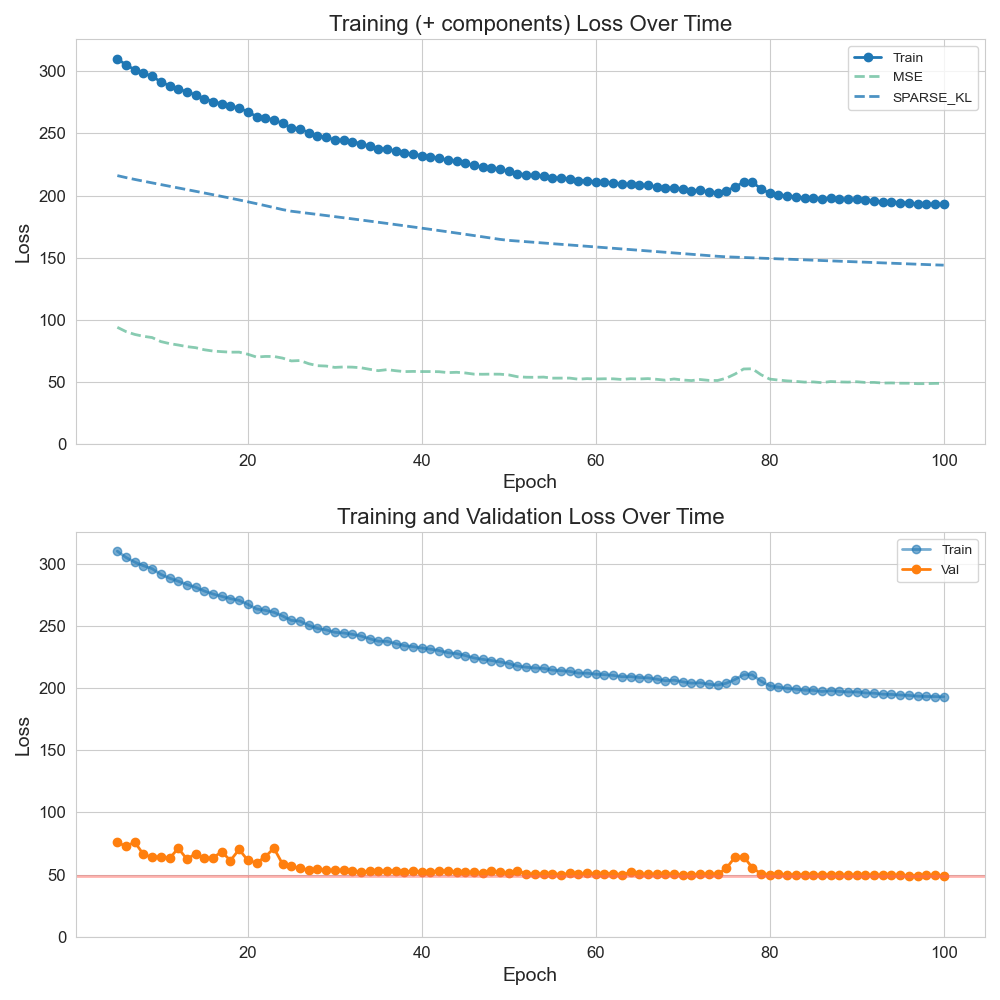 Training (+ components) Loss Over Time
Train
MSE
SPARSE_KL
300
250
200
150
100
50
0
Loss
20 40 60 80 100
Epoch
Training and Validation Loss Over Time
Train
Val
300
250
200
150
100
50
0
Loss
20 40 60 80 100
Epoch